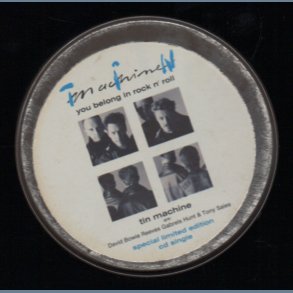 Tin Machine
you belong in rock n' roll
tin machine
are
David Bowie Reeves Gabrels Hunt & Tony Sales
special limited edition
cd single